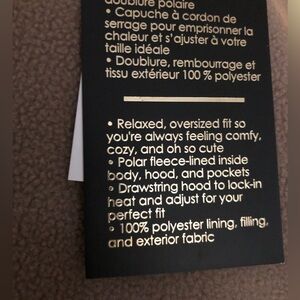 doublure polaire
• Capuche à cordon de
serrage pour emprisonner la
chaleur et s'ajuster à votre
taille idéale
• Doublure, rembourrage et
tissu extérieur 100 % polyester
• Relaxed, oversized fit so
you're always feeling comfy,
cozy, and oh so cute
• Polar fleece-lined inside
body, hood, and pockets
• Drawstring hood to lock-in
heat and adjust for your
perfect fit
• 100% polyester lining, filling,
and exterior fabric